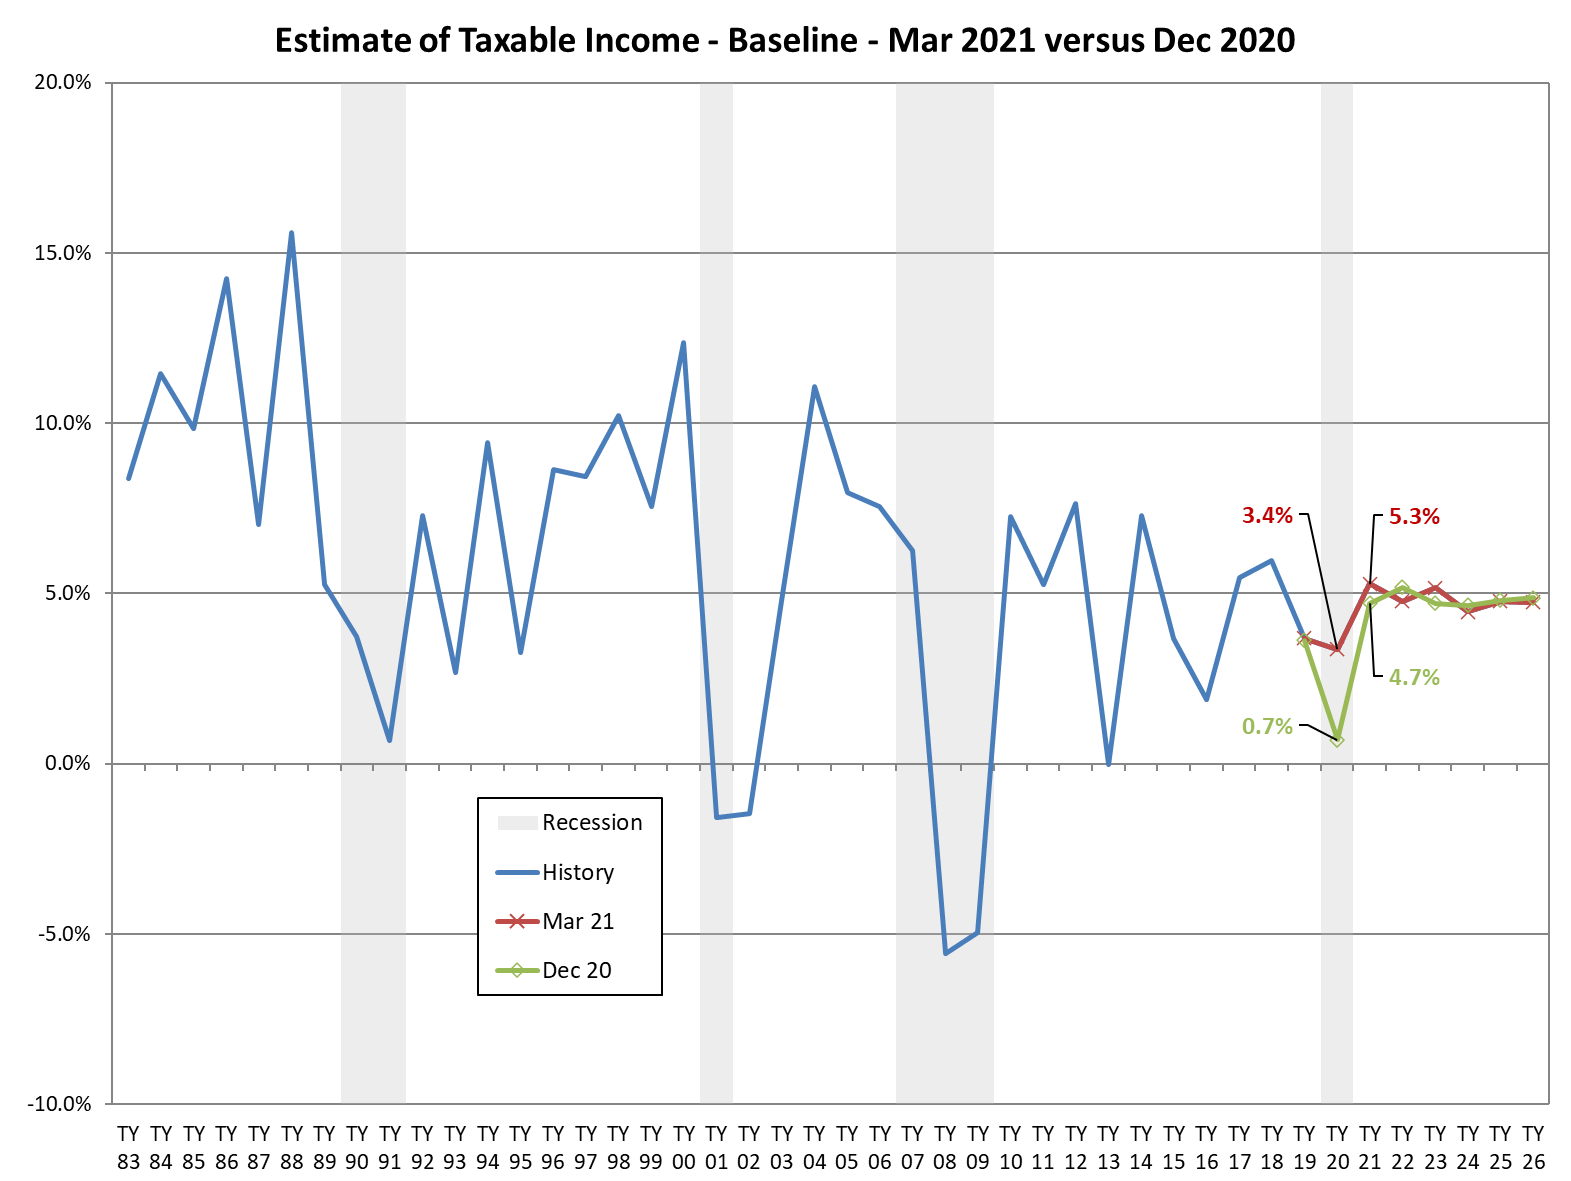 Estimate of Taxable Income - Baseline - Mar 2021 versus Dec 2020
20.0%
15.0%
10.0%
5.0%
0.0%
-5.0%
-10.0%
3.4%
5.3%
4.7%
0.7%
Recession
History
Mar 21
Dec 20
TY TY TY TY TY TY TY TY TY TY TY TY TY TY TY TY TY TY TY TY TY TY TY TY TY TY TY TY TY TY TY TY TY TY TY TY TY TY TY TY TY TY TY TY
83 84 85 86 87 88 89 90 91 92 93 94 95 96 97 98 99 00 01 02 03 04 05 06 07 08 09 10 11 12 13 14 15 16 17 18 19 20 21 22 23 24 25 26